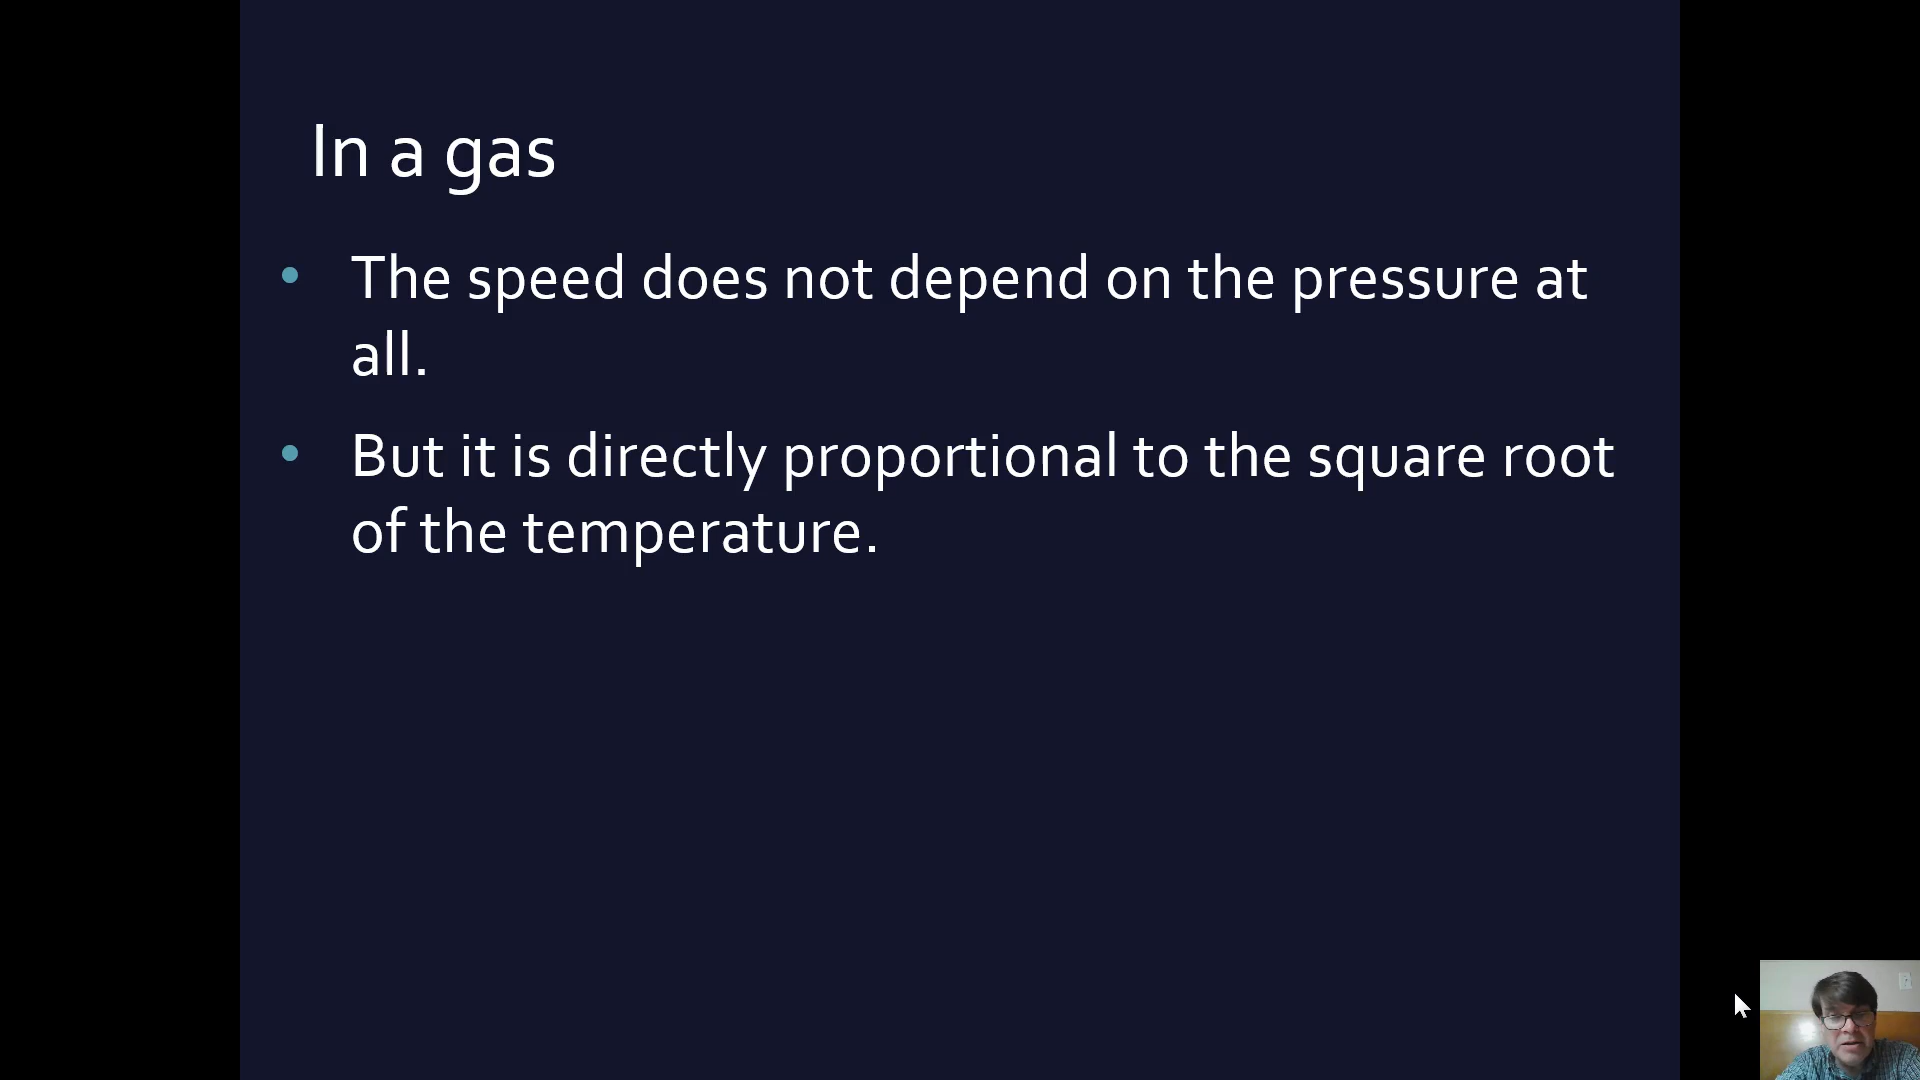 In a gas
• The speed does not depend on the pressure at
all.
• But it is directly proportional to the square root
of the temperature.